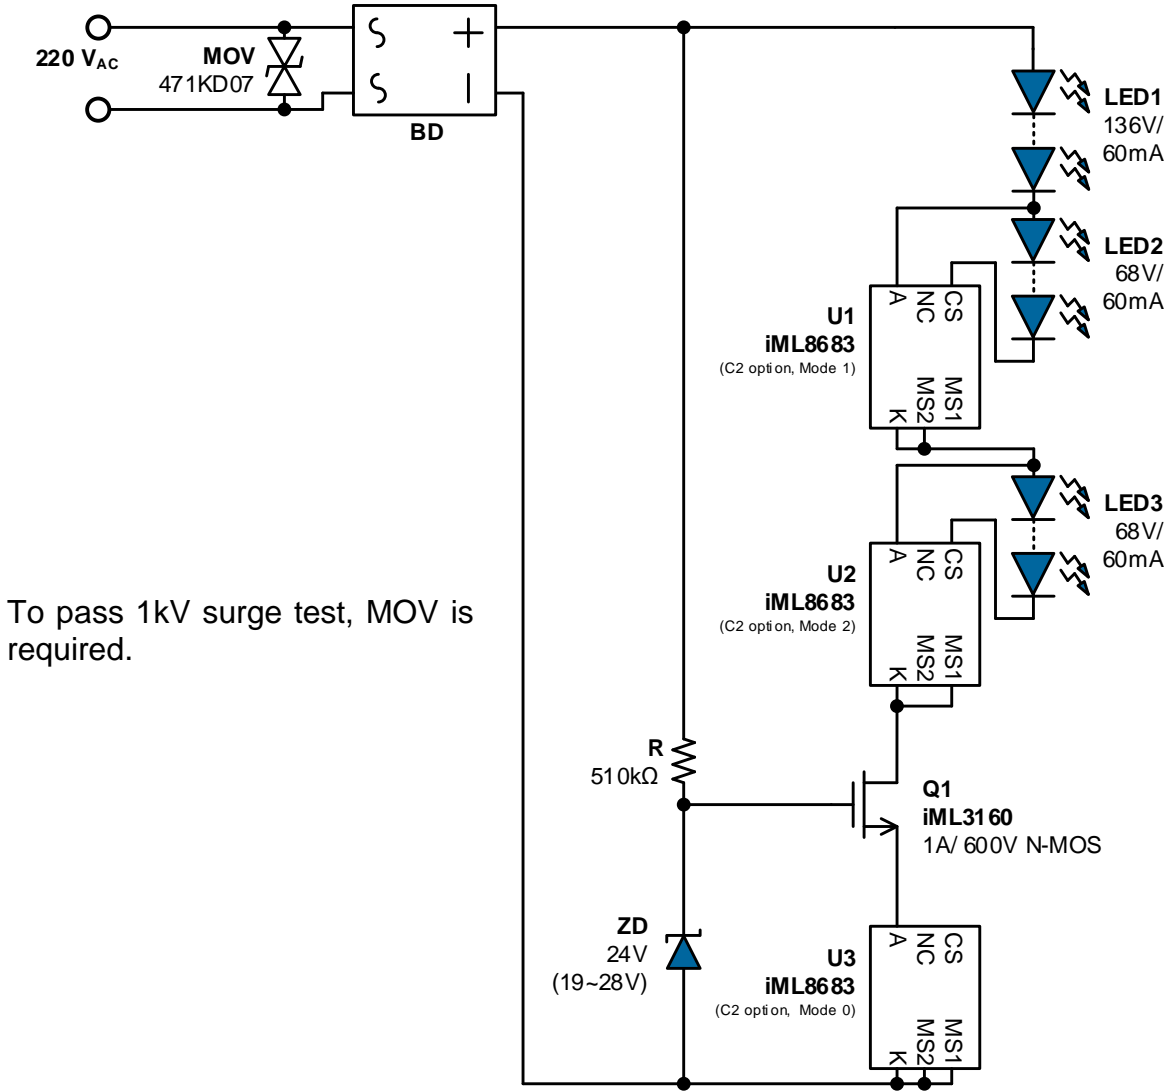 220 VAC
MOV
471KD07
S
S
+
−
BD
LED1
136V/
60mA
LED2
68V/
60mA
U1
iML8683
(C2 option, Mode 1)
A
NC
CS
K
MS2
MS1
LED3
68V/
60mA
U2
iML8683
(C2 option, Mode 2)
A
NC
CS
K
MS2
MS1
To pass 1kV surge test, MOV is
required.
R
510kΩ
Q1
iML3160
1A/ 600V N-MOS
ZD
24V
(19~28V)
U3
iML8683
(C2 option, Mode 0)
A
NC
CS
K
MS2
MS1